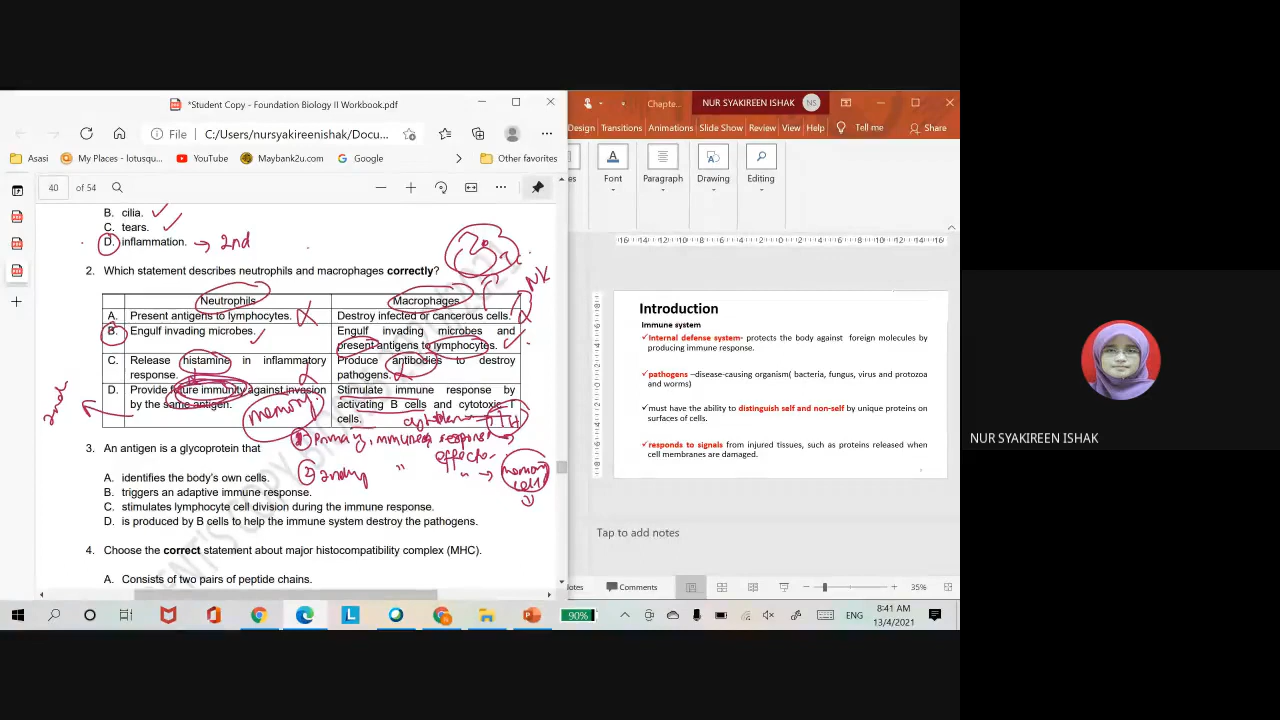 *Student Copy - Foundation Biology II Workbook.pdf
File C:/Users/nursyakireenishak/Docu...
Asasi My Places - lotusqu... YouTube Maybank2u.com Google Other favorites
40 of 54
B. cilia.
C. tears.
D. inflammation. → 2nd
2. Which statement describes neutrophils and macrophages correctly?
NK
Neutrophils Macrophages
A. Present antigens to lymphocytes. Destroy infected or cancerous cells.
B. Engulf invading microbes. Engulf invading microbes and
present antigens to lymphocytes.
C. Release histamine in inflammatory Produce antibodies to destroy
response. pathogens.
D. Provide future immunity against invasion Stimulate immune response by
by the same antigen. activating B cells and cytotoxic T
cells.
2nd
memory
TH
① Primary immune response
effector
② 2ndry " " → memory
cell
3. An antigen is a glycoprotein that
A. identifies the body's own cells.
B. triggers an adaptive immune response.
C. stimulates lymphocyte cell division during the immune response.
D. is produced by B cells to help the immune system destroy the pathogens.
4. Choose the correct statement about major histocompatibility complex (MHC).
A. Consists of two pairs of peptide chains.
Chapte... NUR SYAKIREEN ISHAK NS
Design Transitions Animations Slide Show Review View Help Tell me Share
Font Paragraph Drawing Editing
Introduction
Immune system
✓Internal defense system- protects the body against foreign molecules by
producing immune response.
✓pathogens –disease-causing organism( bacteria, fungus, virus and protozoa
and worms)
✓must have the ability to distinguish self and non-self by unique proteins on
surfaces of cells.
✓responds to signals from injured tissues, such as proteins released when
cell membranes are damaged.
Tap to add notes
Comments 35%
90% ENG 8:41 AM
13/4/2021
NUR SYAKIREEN ISHAK